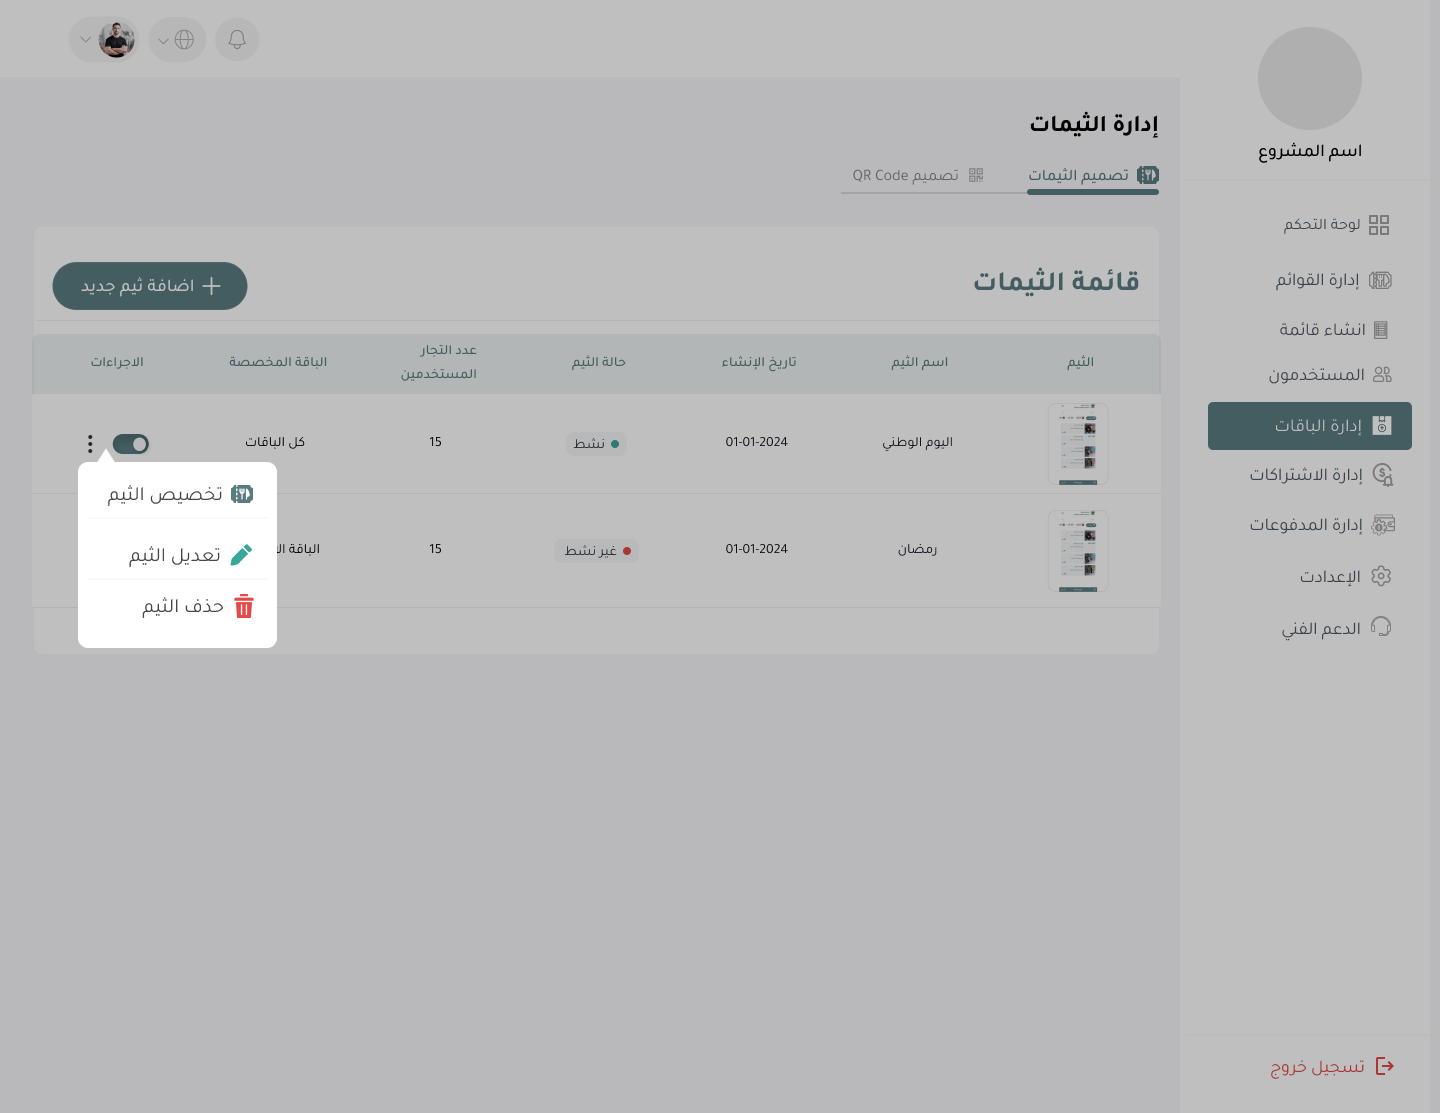 اسم المشروع
لوحة التحكم
إدارة القوائم
انشاء قائمة
المستخدمون
إدارة الباقات
إدارة الاشتراكات
إدارة المدفوعات
الإعدادت
الدعم الفني
تسجيل خروج
إدارة الثيمات
تصميم الثيمات
تصميم QR Code
قائمة الثيمات
اضافة ثيم جديد
الثيم
اسم الثيم
تاريخ الإنشاء
حالة الثيم
عدد التجار
المستخدمين
الباقة المخصصة
الاجراءات
اليوم الوطني
01-01-2024
نشط
15
كل الباقات
رمضان
01-01-2024
غير نشط
15
الباقة
تخصيص الثيم
تعديل الثيم
حذف الثيم